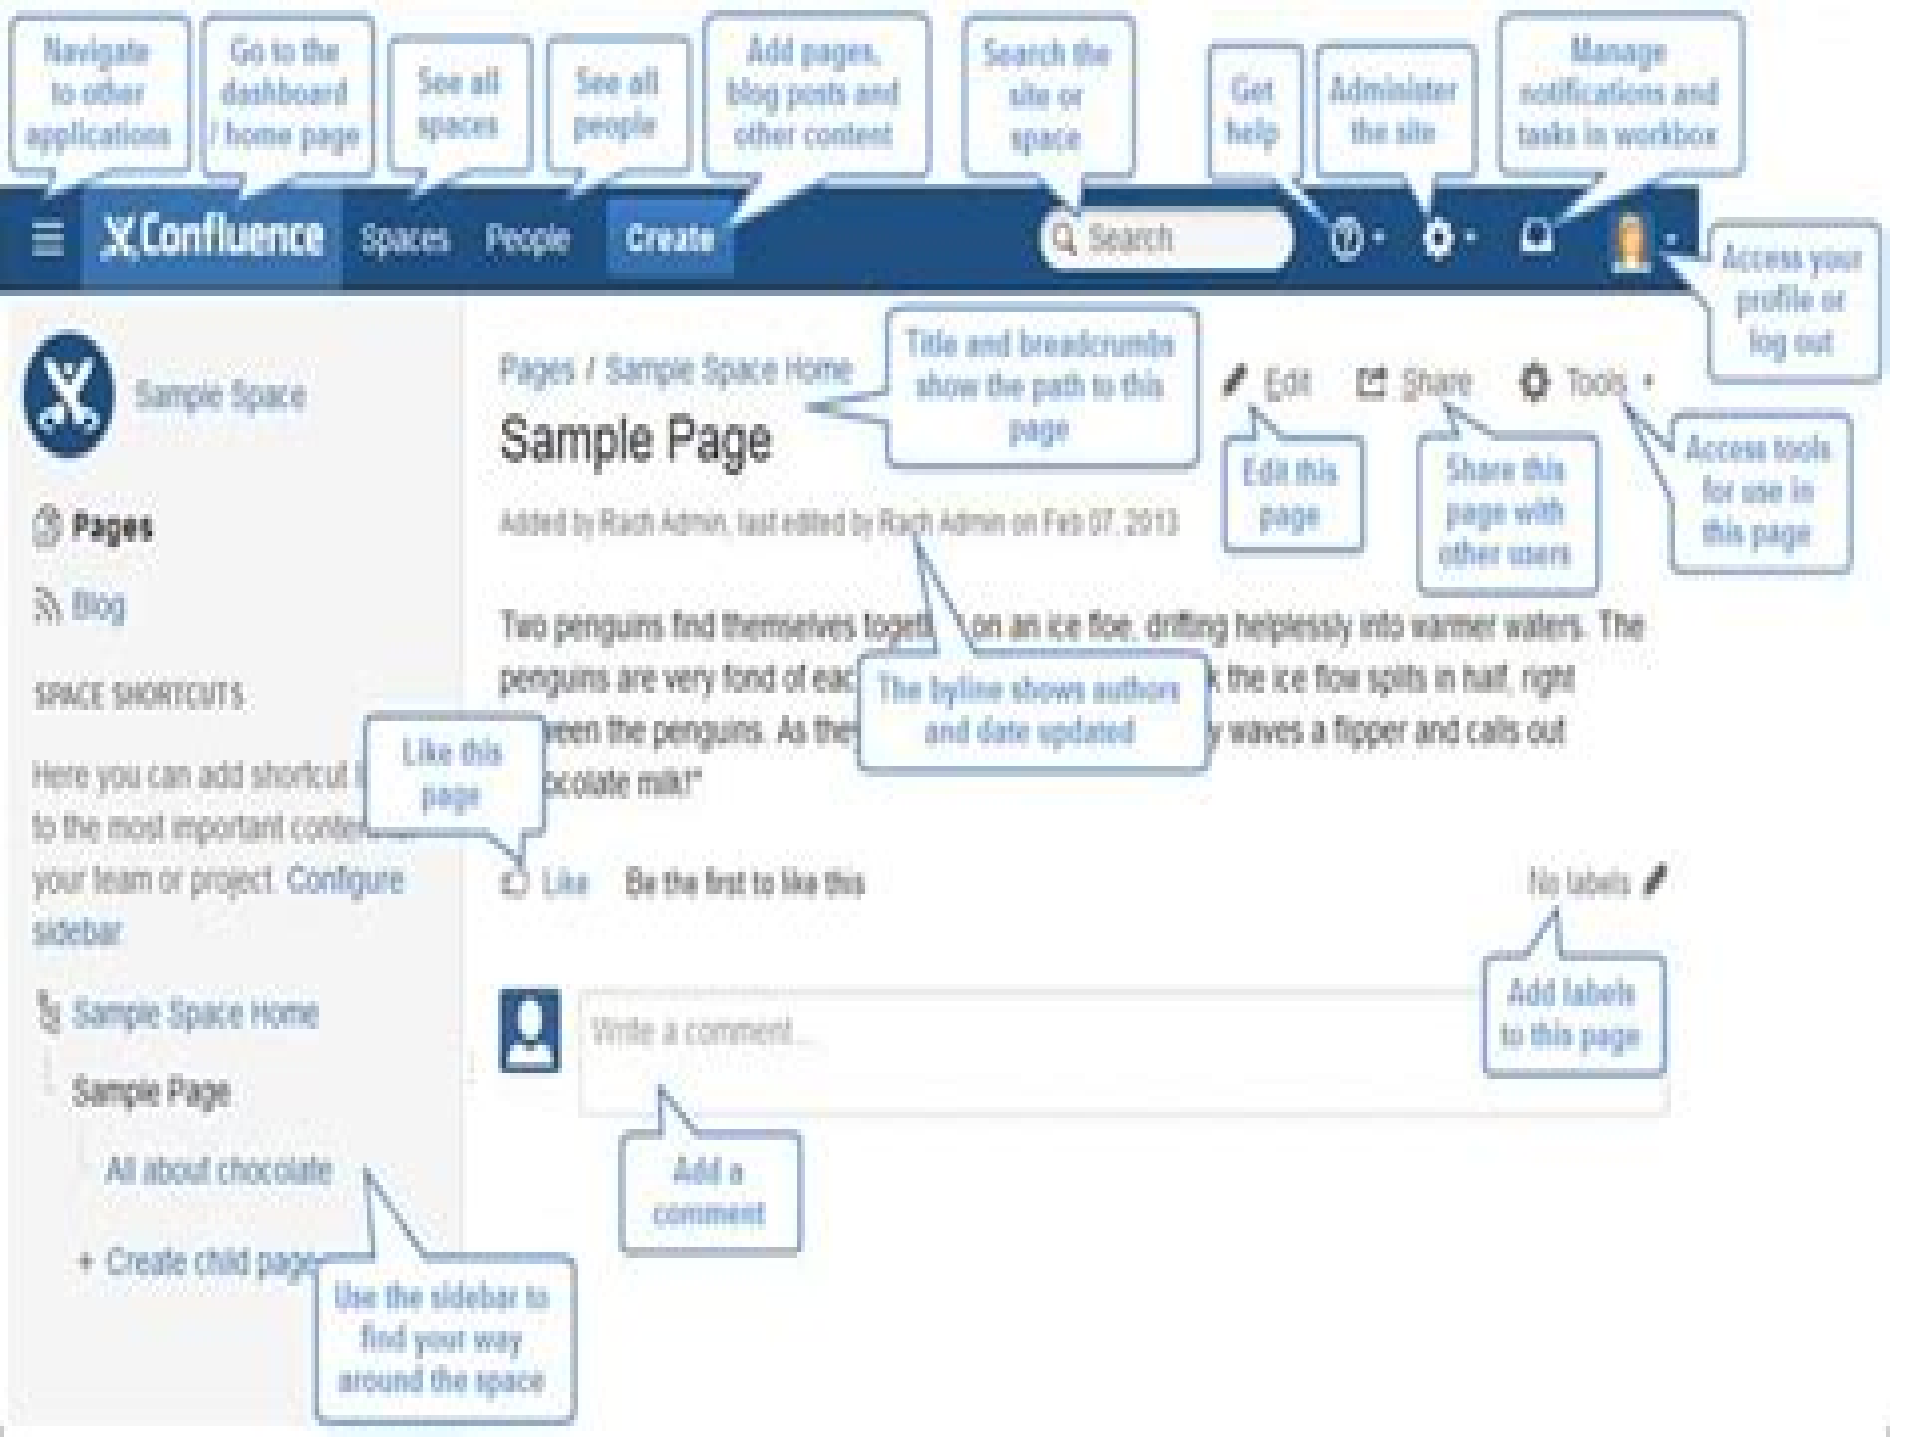 Navigate
to other
applications
Go to the
dashboard
/ home page
See all
spaces
See all
people
Add pages,
blog posts and
other content
Search the
site or
space
Get
help
Administer
the site
Manage
notifications and
tasks in workbox
Confluence
Spaces
People
Create
Search
Access your
profile or
log out
Sample Space
Pages / Sample Space Home
Title and breadcrumbs
show the path to this
page
Edit
Share
Tools
Sample Page
Edit this
page
Share this
page with
other users
Access tools
for use in
this page
Pages
Added by Rach Admin, last edited by Rach Admin on Feb 07, 2013
Blog
Two penguins find themselves on an ice floe, drifting helplessly into warmer waters. The
penguins are very fond of the ice flow splits in half, right
The byline shows authors
and date updated
SPACE SHORTCUTS
the penguins. As waves a flipper and calls out
Like this
page
milk!"
Here you can add shortcut
to the most important
your team or project. Configure
sidebar
Like
Be the first to like this
No labels
Add labels
to this page
Sample Space Home
Write a comment...
Sample Page
All about chocolate
Add a
comment
+ Create child page
Use the sidebar to
find your way
around the space